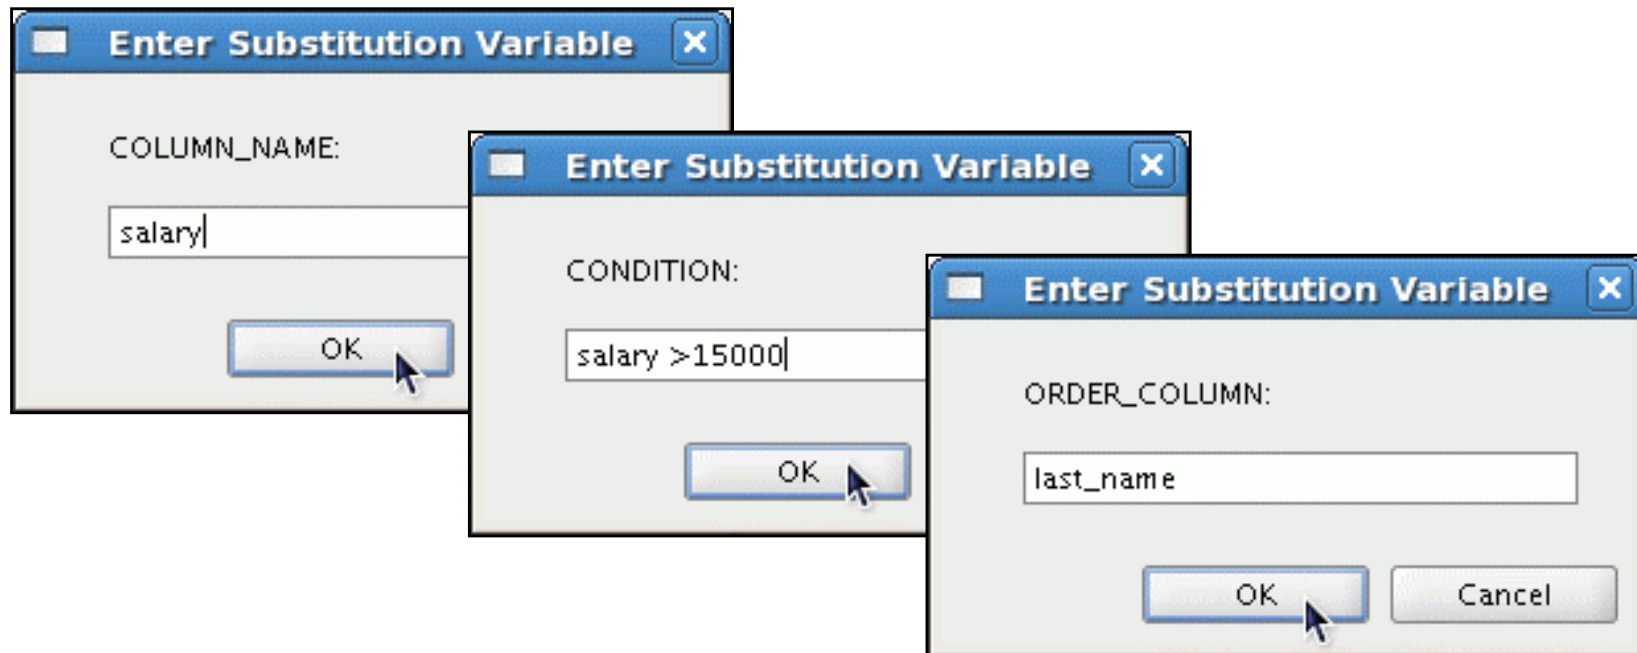 Enter Substitution Variable
COLUMN_NAME:
salary
OK
Enter Substitution Variable
CONDITION:
salary >15000
OK
Enter Substitution Variable
ORDER_COLUMN:
last_name
OK Cancel